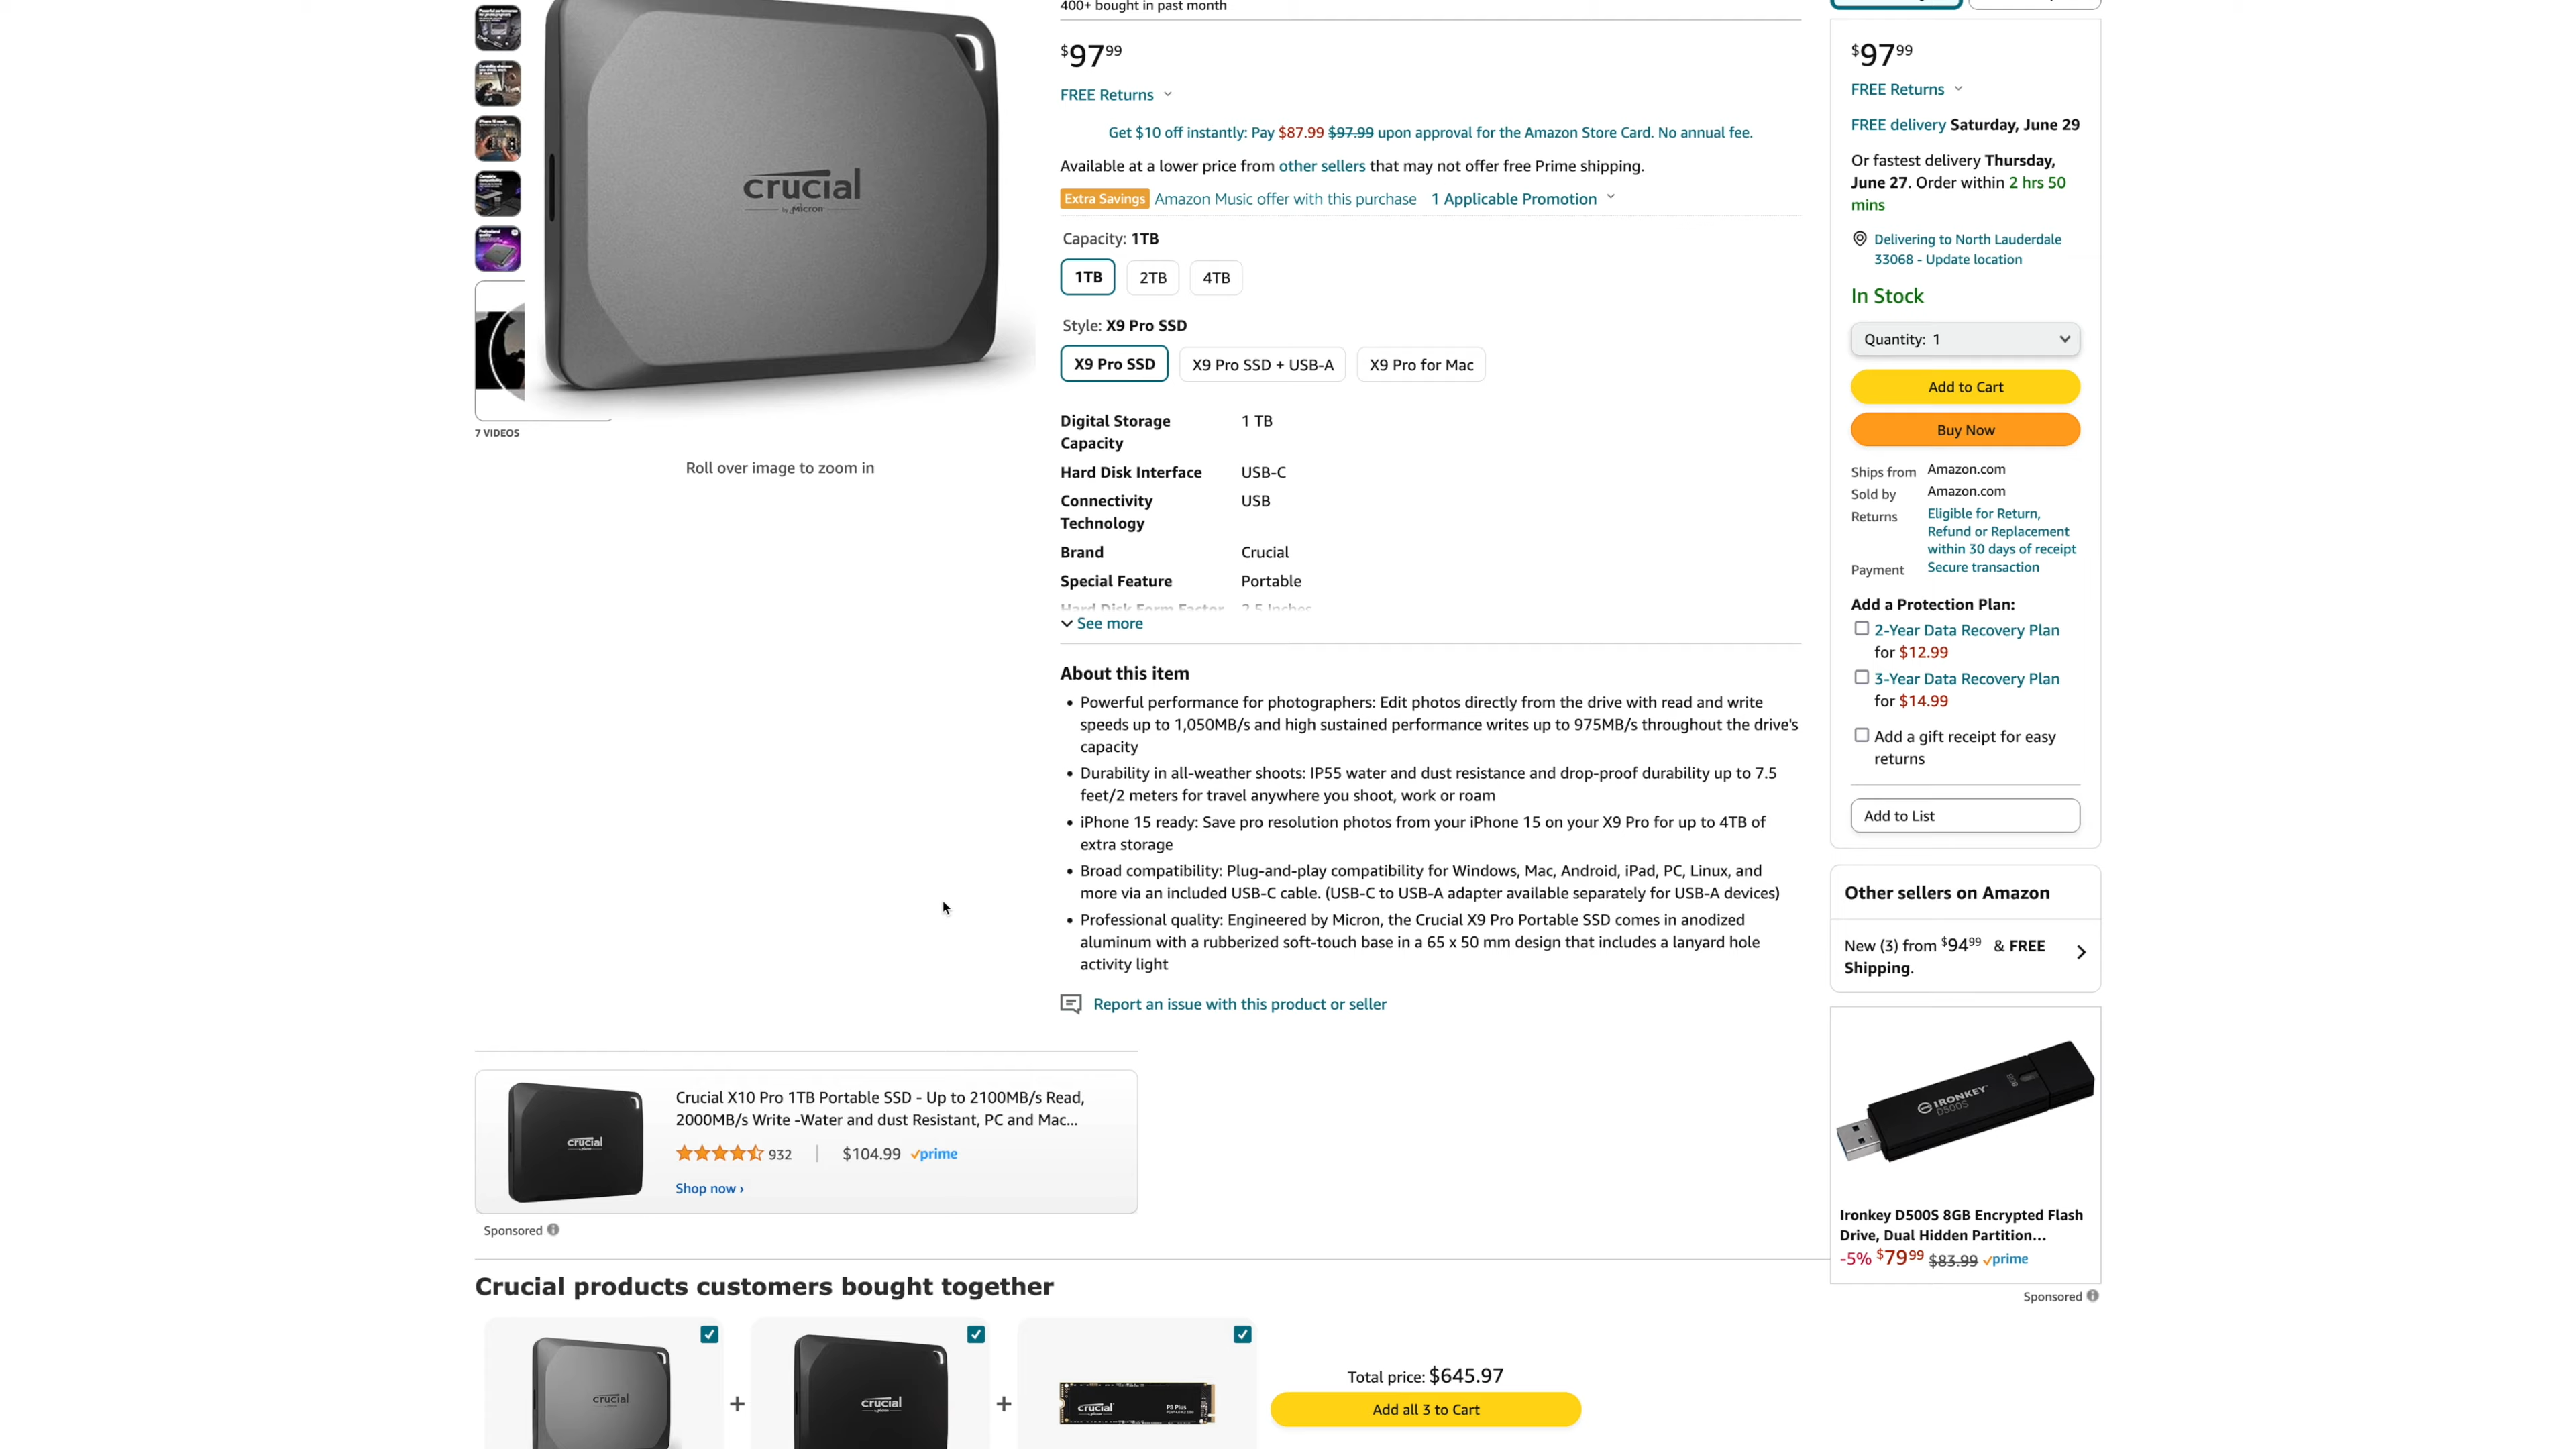 400+ bought in past month
$97.99
FREE Returns
Get $10 off instantly: Pay $87.99 $97.99 upon approval for the Amazon Store Card. No annual fee.
Available at a lower price from other sellers that may not offer free Prime shipping.
Extra Savings Amazon Music offer with this purchase 1 Applicable Promotion
Capacity: 1TB
1TB 2TB 4TB
Style: X9 Pro SSD
X9 Pro SSD X9 Pro SSD + USB-A X9 Pro for Mac
crucial
by Micron
7 VIDEOS
Roll over image to zoom in
Digital Storage 1 TB
Capacity
Hard Disk Interface USB-C
Connectivity USB
Technology
Brand Crucial
Special Feature Portable
Hard Disk Form Factor 2.5 Inches
See more
About this item
• Powerful performance for photographers: Edit photos directly from the drive with read and write
speeds up to 1,050MB/s and high sustained performance writes up to 975MB/s throughout the drive's
capacity
• Durability in all-weather shoots: IP55 water and dust resistance and drop-proof durability up to 7.5
feet/2 meters for travel anywhere you shoot, work or roam
• iPhone 15 ready: Save pro resolution photos from your iPhone 15 on your X9 Pro for up to 4TB of
extra storage
• Broad compatibility: Plug-and-play compatibility for Windows, Mac, Android, iPad, PC, Linux, and
more via an included USB-C cable. (USB-C to USB-A adapter available separately for USB-A devices)
• Professional quality: Engineered by Micron, the Crucial X9 Pro Portable SSD comes in anodized
aluminum with a rubberized soft-touch base in a 65 x 50 mm design that includes a lanyard hole
activity light
Report an issue with this product or seller
$97.99
FREE Returns
FREE delivery Saturday, June 29
Or fastest delivery Thursday,
June 27. Order within 2 hrs 50
mins
Delivering to North Lauderdale
33068 - Update location
In Stock
Quantity: 1
Add to Cart
Buy Now
Ships from Amazon.com
Sold by Amazon.com
Returns Eligible for Return,
Refund or Replacement
within 30 days of receipt
Payment Secure transaction
Add a Protection Plan:
2-Year Data Recovery Plan
for $12.99
3-Year Data Recovery Plan
for $14.99
Add a gift receipt for easy
returns
Add to List
Other sellers on Amazon
New (3) from $94.99 & FREE
Shipping.
IRONKEY
D500S
Ironkey D500S 8GB Encrypted Flash
Drive, Dual Hidden Partition...
-5% $79.99 $83.99 prime
Sponsored
crucial
Crucial X10 Pro 1TB Portable SSD - Up to 2100MB/s Read,
2000MB/s Write -Water and dust Resistant, PC and Mac...
932 | $104.99 prime
Shop now ›
Sponsored
Crucial products customers bought together
crucial
+
crucial
+
crucial P3 Plus
Total price: $645.97
Add all 3 to Cart